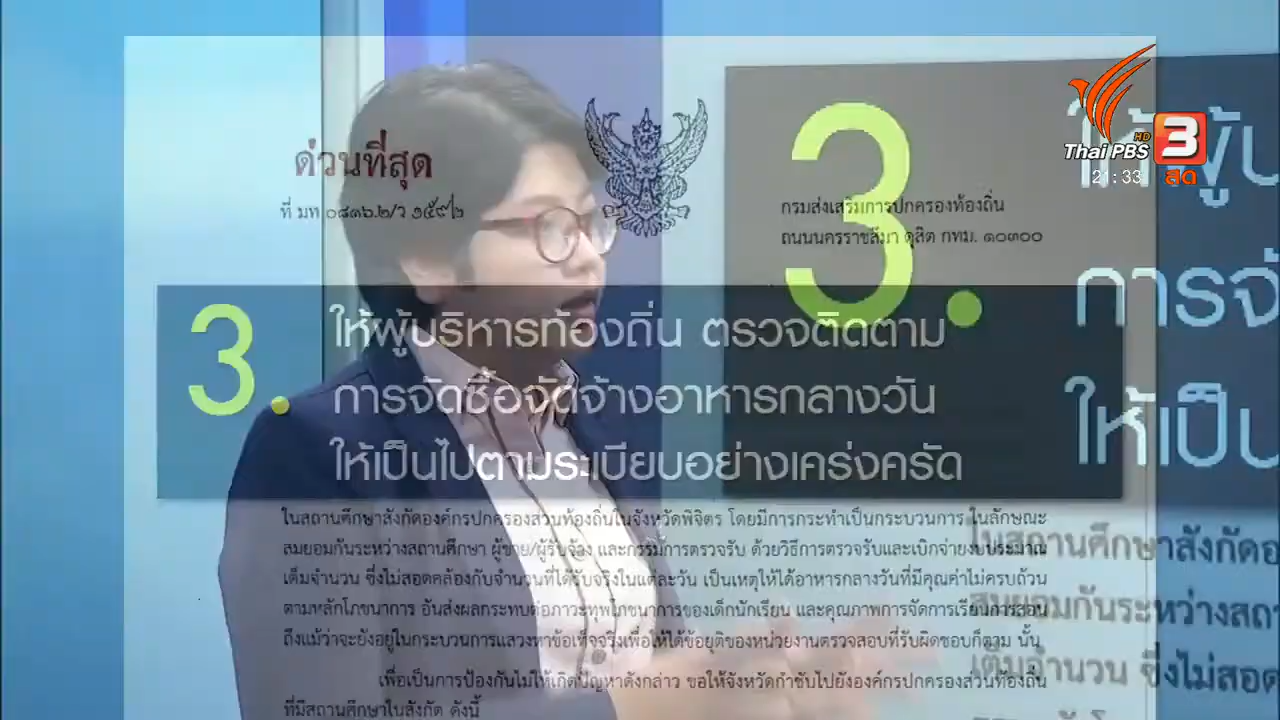 ด่วนที่สุด
ที่ มท ๐๘๑๖.๒/ว ๑๕๙๖
กรมส่งเสริมการปกครองท้องถิ่น
ถนนนครราชสีมา ดุสิต กทม. ๑๐๓๐๐
HD
Thai PBS 3
21:33 สด
3. ให้ผู้บริหารท้องถิ่น ตรวจติดตาม
การจัดซื้อจัดจ้างอาหารกลางวัน
ให้เป็นไปตามระเบียบอย่างเคร่งครัด
3.
ให้ผู้บ
การจั
ให้เป็น
ในสถานศึกษาสังกัดองค์กรปกครองส่วนท้องถิ่นในจังหวัดพิจิตร โดยมีการกระทำเป็นกระบวนการ ในลักษณะ
สมยอมกันระหว่างสถานศึกษา ผู้ขาย/ผู้รับจ้าง และกรรมการตรวจรับ ด้วยวิธีการตรวจรับและเบิกจ่ายงบประมาณ
เต็มจำนวน ซึ่งไม่สอดคล้องกับจำนวนที่ได้รับจริงในแต่ละวัน เป็นเหตุให้ได้อาหารกลางวันที่มีคุณค่าไม่ครบถ้วน
ตามหลักโภชนาการ อันส่งผลกระทบต่อภาวะทุพโภชนาการของเด็กนักเรียน และคุณภาพการจัดการเรียนการสอน
ถึงแม้ว่าจะยังอยู่ในกระบวนการแสวงหาข้อเท็จจริงเพื่อให้ได้ข้อยุติของหน่วยงานตรวจสอบที่รับผิดชอบก็ตาม นั้น
เพื่อเป็นการป้องกันไม่ให้เกิดปัญหาดังกล่าว ขอให้จังหวัดกำชับไปยังองค์กรปกครองส่วนท้องถิ่น
ที่มีสถานศึกษาในสังกัด ดังนี้
ในสถานศึกษาสังกัดอ
สมยอมกันระหว่างสถา
เต็มจำนวน ซึ่งไม่สอด